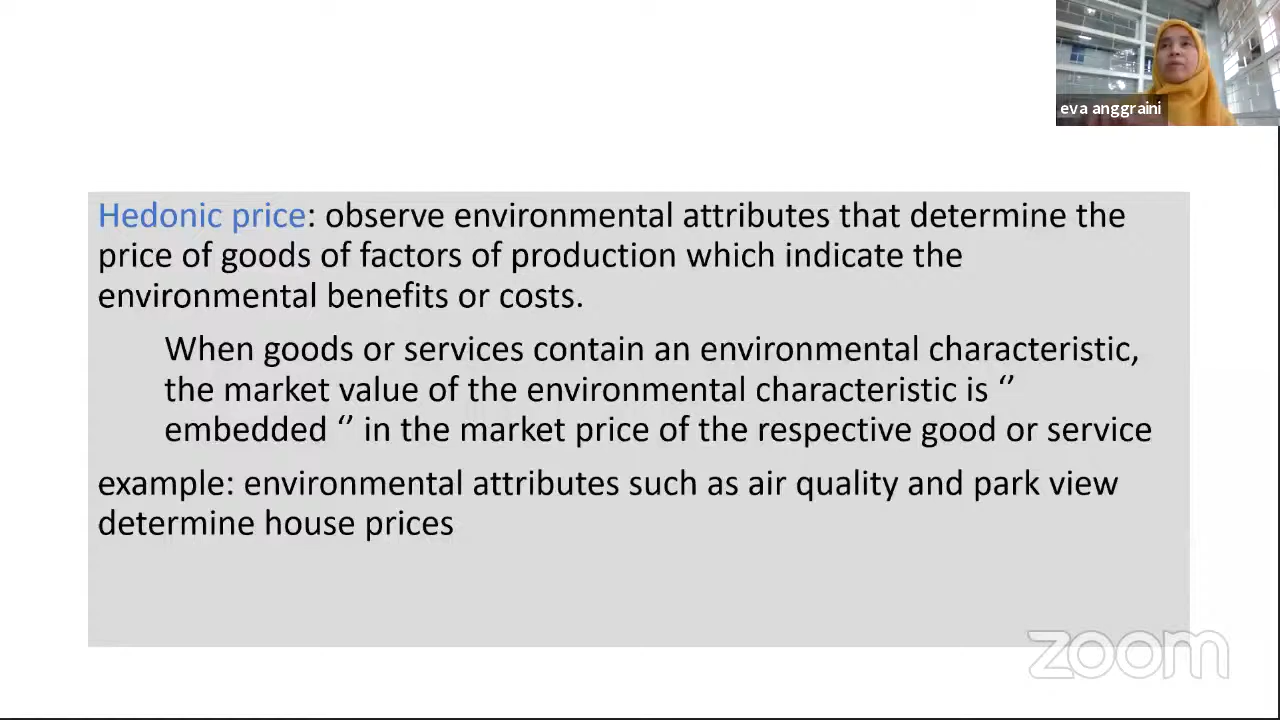 eva anggraini
Hedonic price: observe environmental attributes that determine the
price of goods of factors of production which indicate the
environmental benefits or costs.
When goods or services contain an environmental characteristic,
the market value of the environmental characteristic is ‘’
embedded ‘’ in the market price of the respective good or service
example: environmental attributes such as air quality and park view
determine house prices
zoom